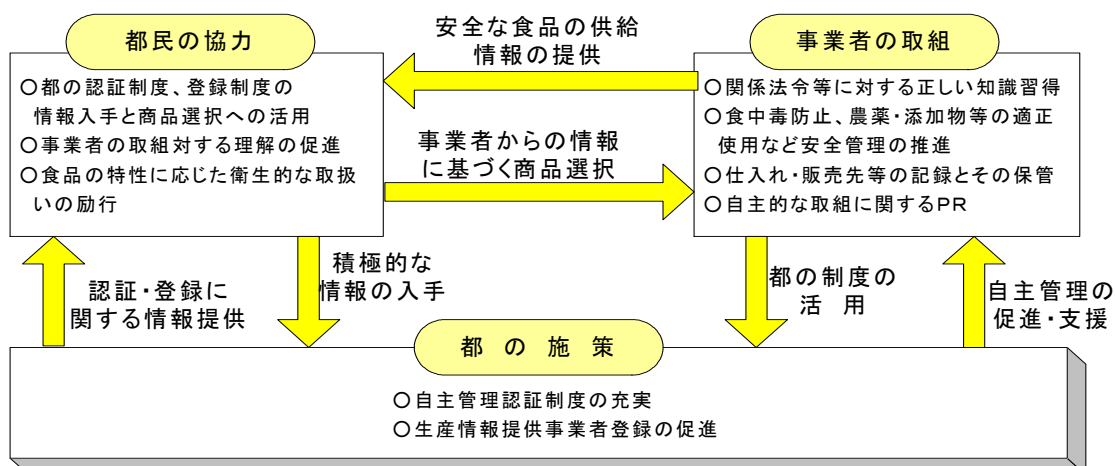 都民の協力
○都の認証制度、登録制度の
情報入手と商品選択への活用
○事業者の取組対する理解の促進
○食品の特性に応じた衛生的な取扱
いの励行
安全な食品の供給
情報の提供
事業者からの情報
に基づく商品選択
事業者の取組
○関係法令等に対する正しい知識習得
○食中毒防止、農薬・添加物等の適正
使用など安全管理の推進
○仕入れ・販売先等の記録とその保管
○自主的な取組に関するPR
認証・登録に
関する情報提供
積極的な
情報の入手
都の制度の
活 用
自主管理の
促進・支援
都 の 施 策
○自主管理認証制度の充実
○生産情報提供事業者登録の促進